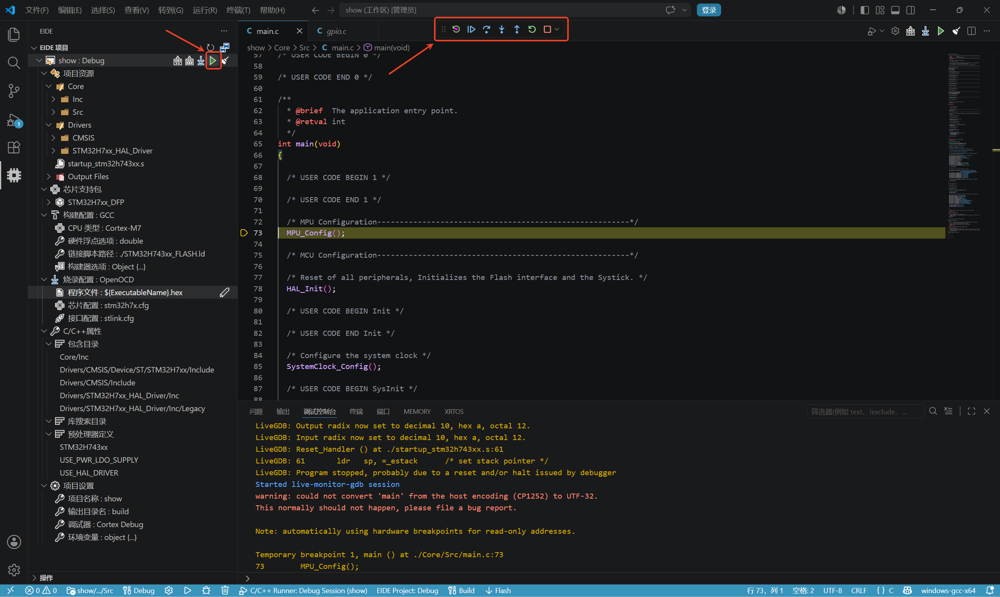 文件(F) 编辑(E) 选择(S) 查看(V) 转到(G) 运行(R) 终端(T) 帮助(H)
show (工作区) [管理员]
登录
EIDE
EIDE 项目
show : Debug
项目资源
Core
Inc
Src
Drivers
CMSIS
STM32H7xx_HAL_Driver
startup_stm32h743xx.s
Output Files
芯片支持包
STM32H7xx_DFP
构建配置 : GCC
CPU 类型 : Cortex-M7
硬件浮点选项 : double
链接脚本路径 : ./STM32H743xx_FLASH.ld
构建器选项 : Object {...}
烧录配置 : OpenOCD
程序文件 : ${ExecutableName}.hex
芯片配置 : stm32h7x.cfg
接口配置 : stlink.cfg
C/C++属性
包含目录
Core/Inc
Drivers/CMSIS/Device/ST/STM32H7xx/Include
Drivers/CMSIS/Include
Drivers/STM32H7xx_HAL_Driver/Inc
Drivers/STM32H7xx_HAL_Driver/Inc/Legacy
库搜索目录
预处理器定义
STM32H743xx
USE_PWR_LDO_SUPPLY
USE_HAL_DRIVER
项目设置
项目名称 : show
输出目录名 : build
调试器 : Cortex Debug
环境变量 : object {...}
操作
1
C main.c
C gpio.c
show > Core > Src > C main.c > main(void)
57 /* USER CODE BEGIN 0 */
58
59 /* USER CODE END 0 */
60
61 /**
62 * @brief The application entry point.
63 * @retval int
64 */
65 int main(void)
66 {
67
68 /* USER CODE BEGIN 1 */
69
70 /* USER CODE END 1 */
71
72 /* MPU Configuration--------------------------------------------------------*/
73 MPU_Config();
74
75 /* MCU Configuration--------------------------------------------------------*/
76
77 /* Reset of all peripherals, Initializes the Flash interface and the Systick. */
78 HAL_Init();
79
80 /* USER CODE BEGIN Init */
81
82 /* USER CODE END Init */
83
84 /* Configure the system clock */
85 SystemClock_Config();
86
87 /* USER CODE BEGIN SysInit */
88
问题 输出 调试控制台 终端 端口 MEMORY XRTOS
筛选器(例如 text、!exclude、...
LiveGDB: Output radix now set to decimal 10, hex a, octal 12.
LiveGDB: Input radix now set to decimal 10, hex a, octal 12.
LiveGDB: Reset_Handler () at ./startup_stm32h743xx.s:61
LiveGDB: 61 ldr sp, =_estack /* set stack pointer */
LiveGDB: Program stopped, probably due to a reset and/or halt issued by debugger
Started live-monitor-gdb session
warning: could not convert 'main' from the host encoding (CP1252) to UTF-32.
This normally should not happen, please file a bug report.
Note: automatically using hardware breakpoints for read-only addresses.
Temporary breakpoint 1, main () at ./Core/Src/main.c:73
73 MPU_Config();
0 0 show/.../Src Debug C/C++ Runner: Debug Session (show) EIDE Project: Debug Build Flash
行 73，列 1 空格: 2 UTF-8 CRLF { } C windows-gcc-x64